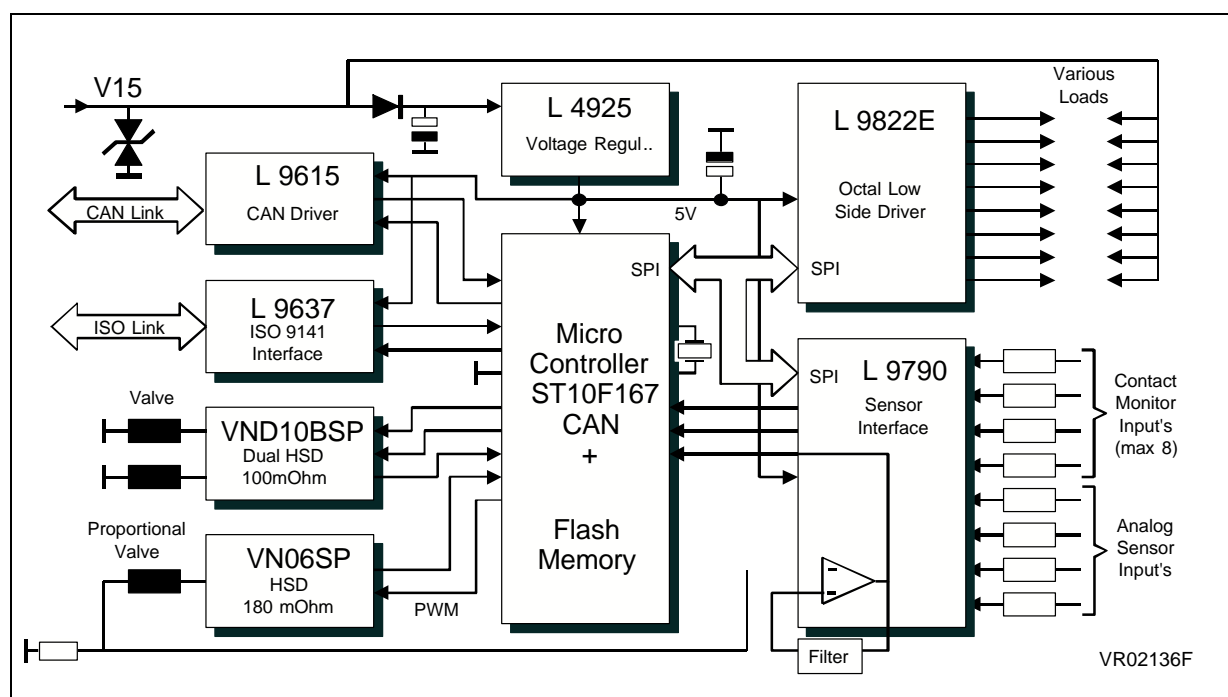 V15
L 4925
Voltage Regul..
L 9822E
Octal Low
Side Driver
SPI
Various
Loads
L 9615
CAN Driver
CAN Link
5V
L 9637
ISO 9141
Interface
ISO Link
SPI
Micro
Controller
ST10F167
CAN
+
Flash
Memory
SPI
L 9790
Sensor
Interface
Contact
Monitor
Input's
(max 8)
Valve
VND10BSP
Dual HSD
100mOhm
Analog
Sensor
Input's
Proportional
Valve
VN06SP
HSD
180 mOhm
PWM
Filter
VR02136F